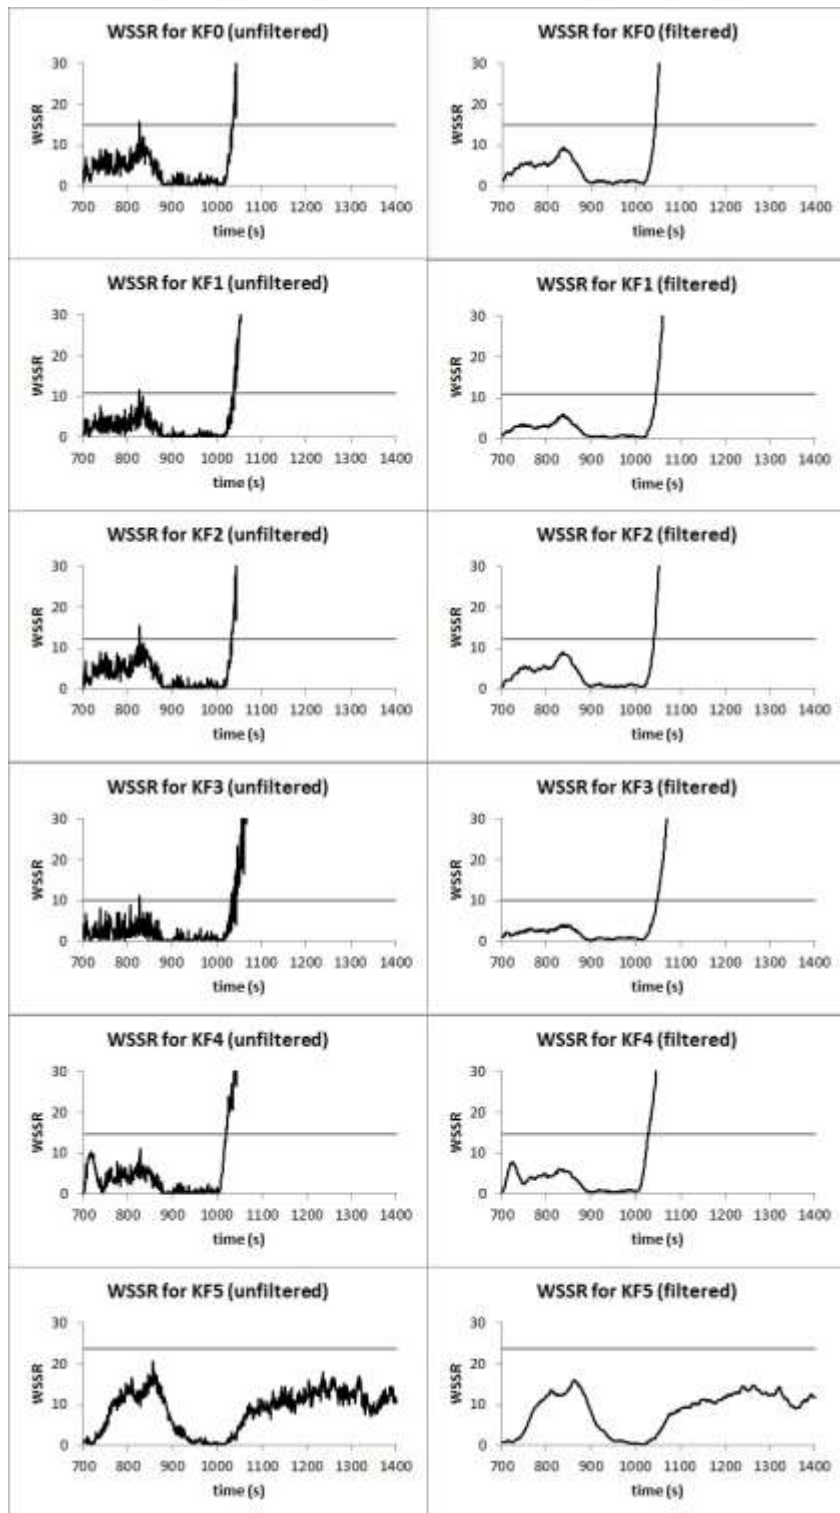 WSSR for KF0 (unfiltered)
30
20
10
0
WSSR
700 800 900 1000 1100 1200 1300 1400
time (s)
WSSR for KF0 (filtered)
30
20
10
0
WSSR
700 800 900 1000 1100 1200 1300 1400
time (s)
WSSR for KF1 (unfiltered)
30
20
10
0
WSSR
700 800 900 1000 1100 1200 1300 1400
time (s)
WSSR for KF1 (filtered)
30
20
10
0
WSSR
700 800 900 1000 1100 1200 1300 1400
time (s)
WSSR for KF2 (unfiltered)
30
20
10
0
WSSR
700 800 900 1000 1100 1200 1300 1400
time (s)
WSSR for KF2 (filtered)
30
20
10
0
WSSR
700 800 900 1000 1100 1200 1300 1400
time (s)
WSSR for KF3 (unfiltered)
30
20
10
0
WSSR
700 800 900 1000 1100 1200 1300 1400
time (s)
WSSR for KF3 (filtered)
30
20
10
0
WSSR
700 800 900 1000 1100 1200 1300 1400
time (s)
WSSR for KF4 (unfiltered)
30
20
10
0
WSSR
700 800 900 1000 1100 1200 1300 1400
time (s)
WSSR for KF4 (filtered)
30
20
10
0
WSSR
700 800 900 1000 1100 1200 1300 1400
time (s)
WSSR for KF5 (unfiltered)
30
20
10
0
WSSR
700 800 900 1000 1100 1200 1300 1400
time (s)
WSSR for KF5 (filtered)
30
20
10
0
WSSR
700 800 900 1000 1100 1200 1300 1400
time (s)